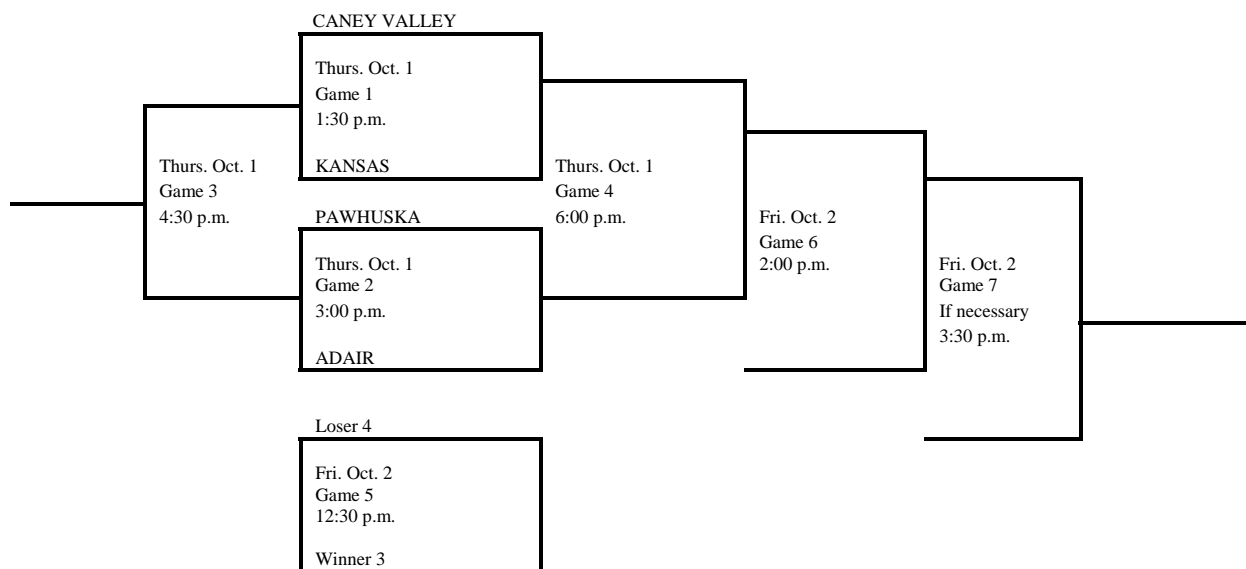 CANEY VALLEY
Thurs. Oct. 1
Game 1
1:30 p.m.
KANSAS
Thurs. Oct. 1
Game 3
4:30 p.m.
Thurs. Oct. 1
Game 4
6:00 p.m.
PAWHUSKA
Thurs. Oct. 1
Game 2
3:00 p.m.
ADAIR
Fri. Oct. 2
Game 6
2:00 p.m.
Fri. Oct. 2
Game 7
If necessary
3:30 p.m.
Loser 4
Fri. Oct. 2
Game 5
12:30 p.m.
Winner 3